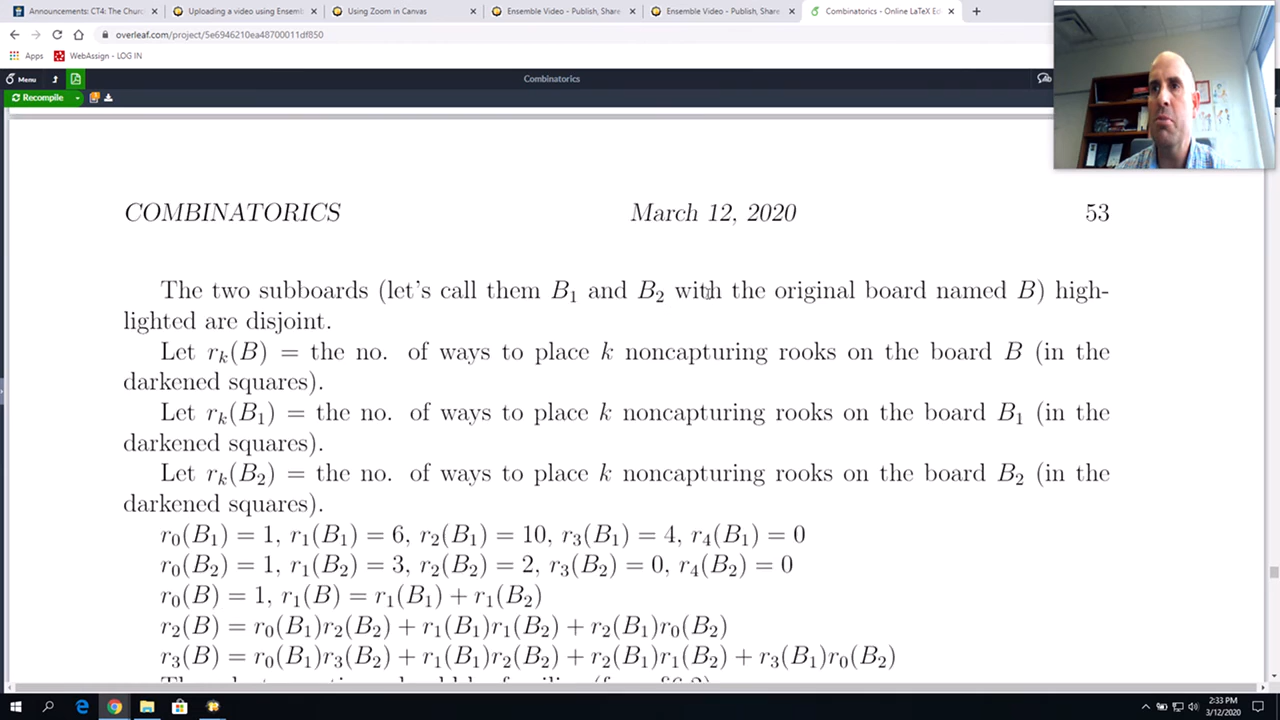 Announcements: CT4: The Churc
Uploading a video using Ensemb
Using Zoom in Canvas
Ensemble Video - Publish, Share
Ensemble Video - Publish, Share
Combinatorics - Online LaTeX Ed
overleaf.com/project/5e6946210ea48700011df850
Apps
WebAssign - LOG IN
Menu
Combinatorics
Recompile
COMBINATORICS March 12, 2020 53
The two subboards (let's call them B₁ and B₂ with the original board named B) high-
lighted are disjoint.
Let rₖ(B) = the no. of ways to place k noncapturing rooks on the board B (in the
darkened squares).
Let rₖ(B₁) = the no. of ways to place k noncapturing rooks on the board B₁ (in the
darkened squares).
Let rₖ(B₂) = the no. of ways to place k noncapturing rooks on the board B₂ (in the
darkened squares).
r₀(B₁) = 1, r₁(B₁) = 6, r₂(B₁) = 10, r₃(B₁) = 4, r₄(B₁) = 0
r₀(B₂) = 1, r₁(B₂) = 3, r₂(B₂) = 2, r₃(B₂) = 0, r₄(B₂) = 0
r₀(B) = 1, r₁(B) = r₁(B₁) + r₁(B₂)
r₂(B) = r₀(B₁)r₂(B₂) + r₁(B₁)r₁(B₂) + r₂(B₁)r₀(B₂)
r₃(B) = r₀(B₁)r₃(B₂) + r₁(B₁)r₂(B₂) + r₂(B₁)r₁(B₂) + r₃(B₁)r₀(B₂)
2:33 PM
3/12/2020